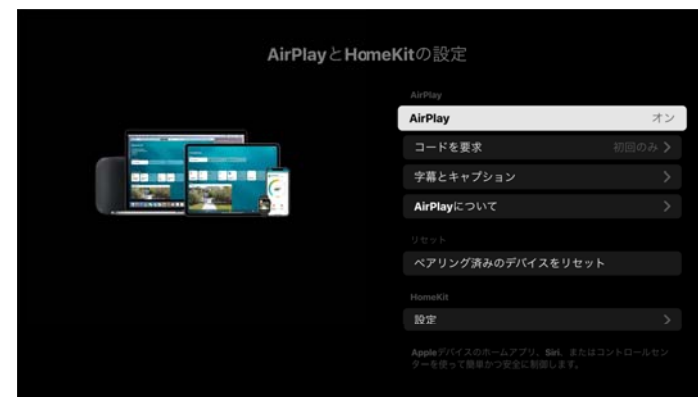 AirPlayとHomeKitの設定
AirPlay
AirPlay オン
コードを要求 初回のみ
字幕とキャプション
AirPlayについて
リセット
ペアリング済みのデバイスをリセット
HomeKit
設定
Appleデバイスのホームアプリ、Siri、またはコントロールセン
ターを使って簡単かつ安全に制御します。